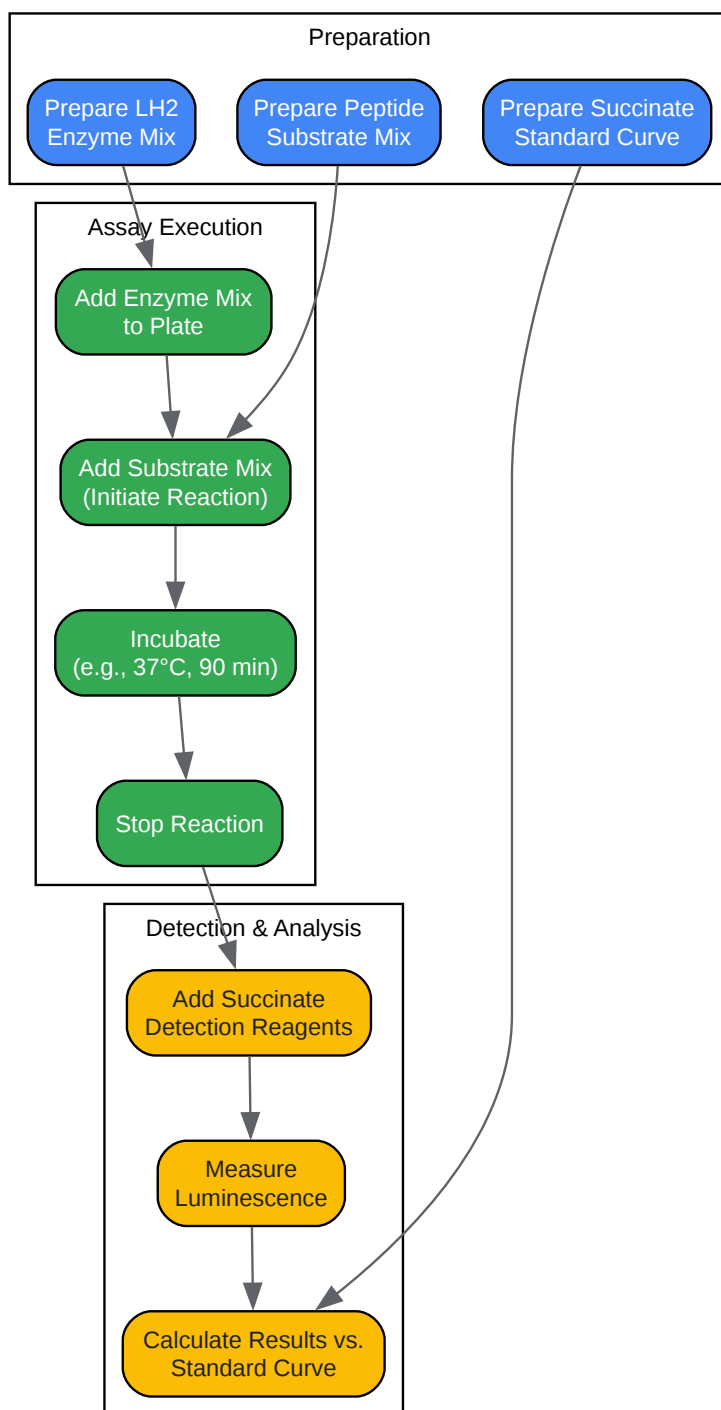 Preparation
Prepare LH2
Enzyme Mix
Prepare Peptide
Substrate Mix
Prepare Succinate
Standard Curve
Assay Execution
Add Enzyme Mix
to Plate
Add Substrate Mix
(Initiate Reaction)
Incubate
(e.g., 37°C, 90 min)
Stop Reaction
Detection & Analysis
Add Succinate
Detection Reagents
Measure
Luminescence
Calculate Results vs.
Standard Curve